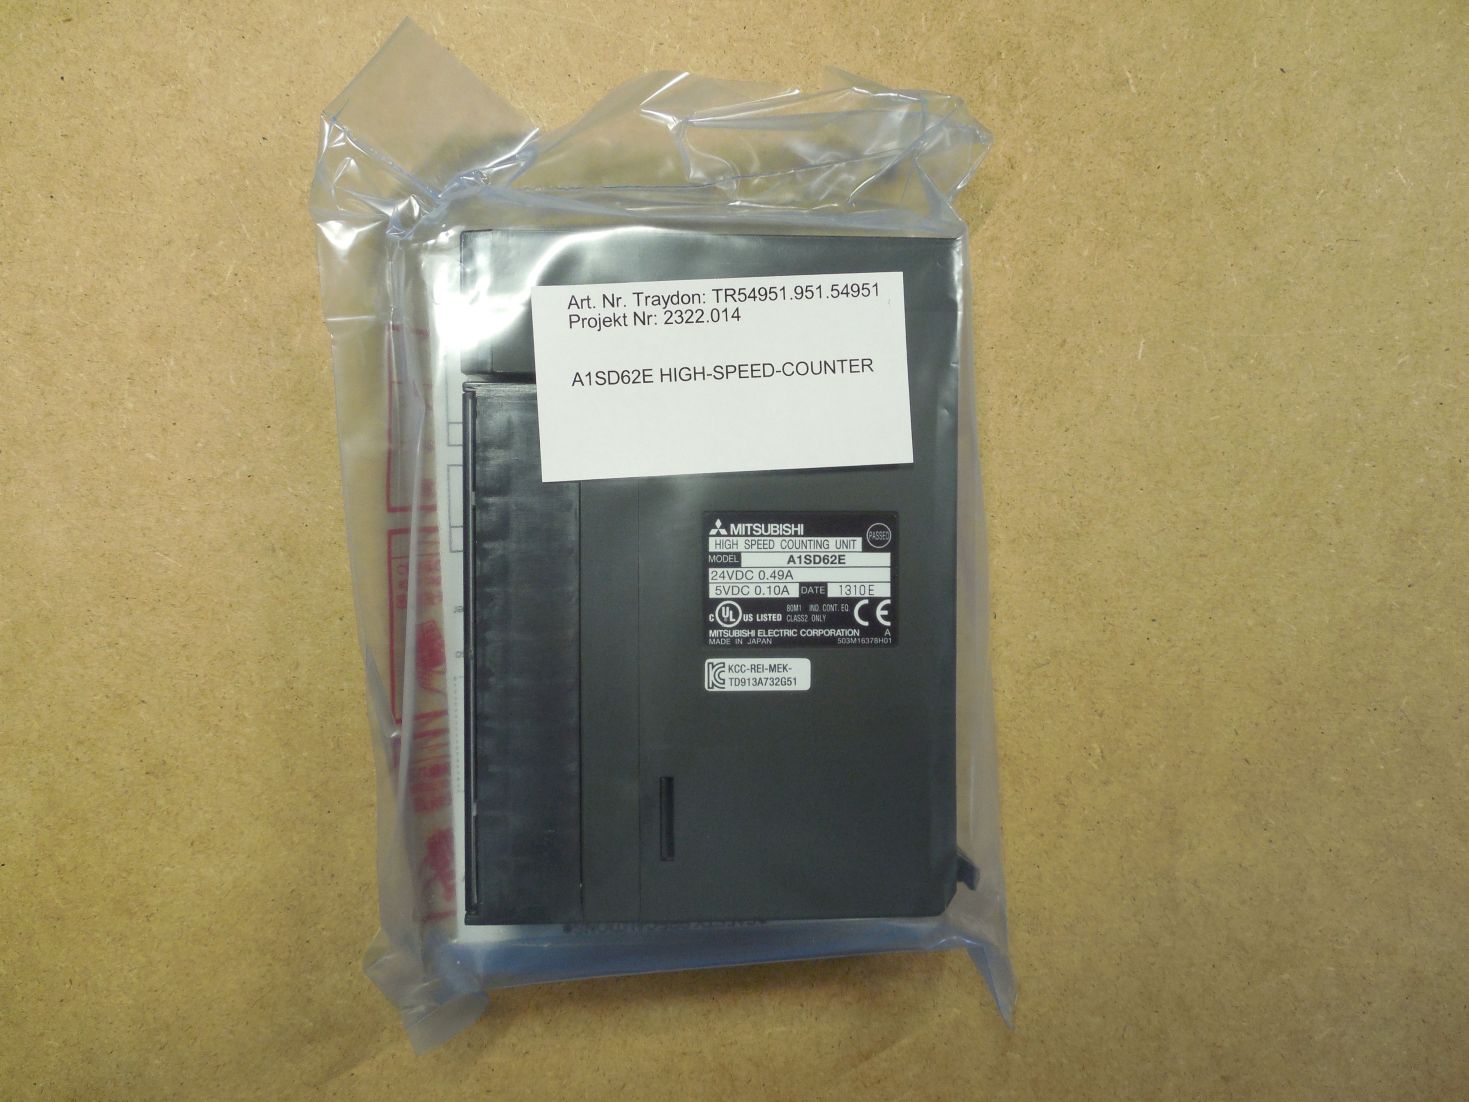 Art. Nr. Traydon: TR54951.951.54951
Projekt Nr: 2322.014
A1SD62E HIGH-SPEED-COUNTER
MITSUBISHI
PASSED
HIGH SPEED COUNTING UNIT
MODEL A1SD62E
24VDC 0.49A
5VDC 0.10A DATE 1310E
C UL US LISTED 80M1 IND. CONT. EQ. CLASS2 ONLY CE
MITSUBISHI ELECTRIC CORPORATION A
MADE IN JAPAN 503M16378H01
KCC-REI-MEK-
TD913A732G51